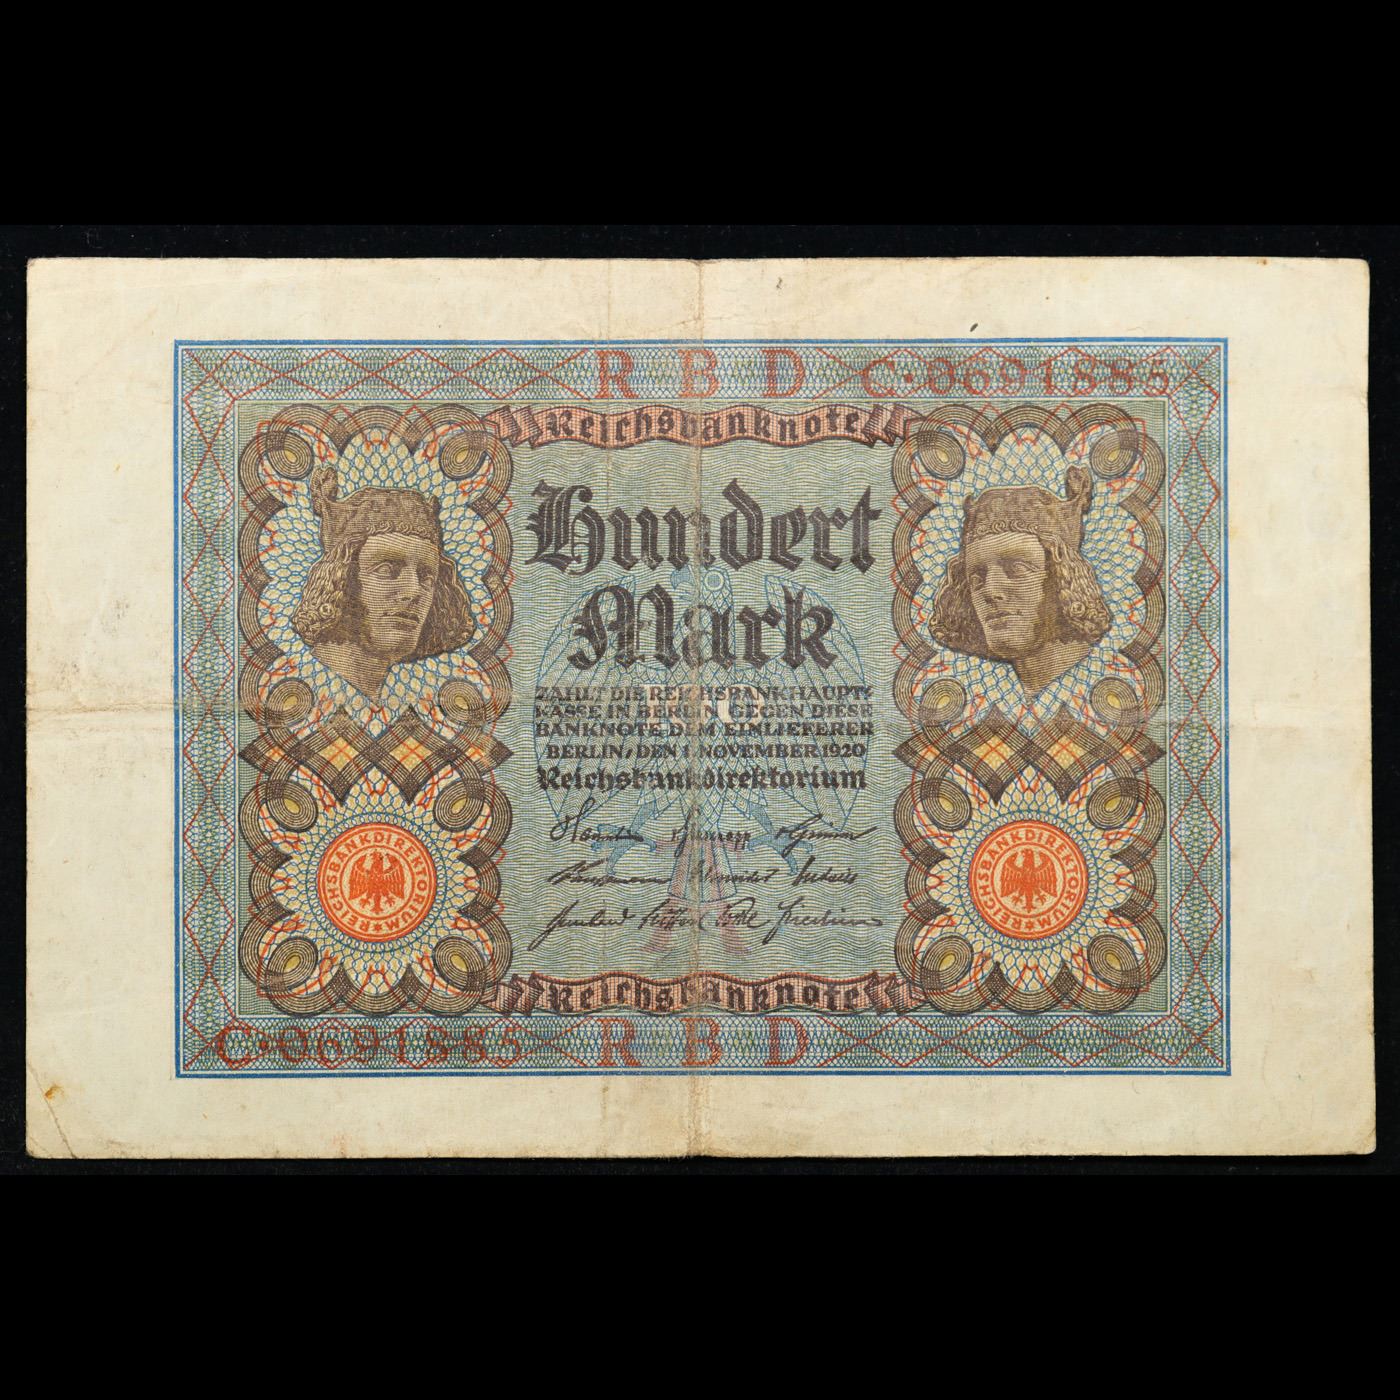 R B D C·0691885
Reichsbanknote
Hundert
Mark
ZAHLT DIE REICHSBANKHAUPT⸗
KASSE IN BERLIN GEGEN DIESE
BANKNOTE DEM EINLIEFERER
BERLIN, DEN 1. NOVEMBER 1920
Reichsbankdirektorium
REICHSBANKDIREKTORIUM
REICHSBANKDIREKTORIUM
Reichsbanknote
C·0691885 R B D